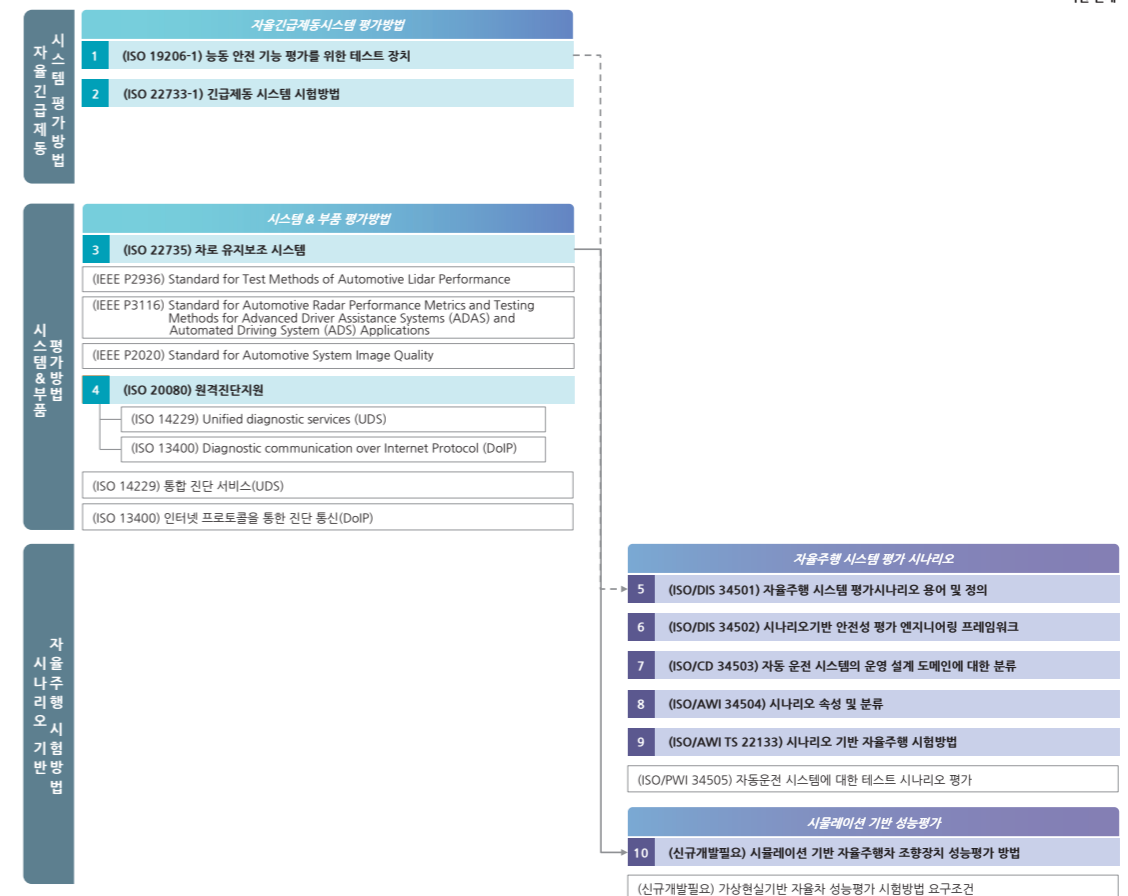 자율긴급제동
시스템 평가방법
자율긴급제동시스템 평가방법
1 (ISO 19206-1) 능동 안전 기능 평가를 위한 테스트 장치
2 (ISO 22733-1) 긴급제동 시스템 시험방법
시스템&부품
평가방법
시스템 & 부품 평가방법
3 (ISO 22735) 차로 유지보조 시스템
(IEEE P2936) Standard for Test Methods of Automotive Lidar Performance
(IEEE P3116) Standard for Automotive Radar Performance Metrics and Testing
Methods for Advanced Driver Assistance Systems (ADAS) and
Automated Driving System (ADS) Applications
(IEEE P2020) Standard for Automotive System Image Quality
4 (ISO 20080) 원격진단지원
(ISO 14229) Unified diagnostic services (UDS)
(ISO 13400) Diagnostic communication over Internet Protocol (DoIP)
(ISO 14229) 통합 진단 서비스(UDS)
(ISO 13400) 인터넷 프로토콜을 통한 진단 통신(DoIP)
시나리오 기반
자율주행 시험방법
자율주행 시스템 평가 시나리오
5 (ISO/DIS 34501) 자율주행 시스템 평가시나리오 용어 및 정의
6 (ISO/DIS 34502) 시나리오기반 안전성 평가 엔지니어링 프레임워크
7 (ISO/CD 34503) 자동 운전 시스템의 운영 설계 도메인에 대한 분류
8 (ISO/AWI 34504) 시나리오 속성 및 분류
9 (ISO/AWI TS 22133) 시나리오 기반 자율주행 시험방법
(ISO/PWI 34505) 자동운전 시스템에 대한 테스트 시나리오 평가
시뮬레이션 기반 성능평가
10 (신규개발필요) 시뮬레이션 기반 자율주행차 조향장치 성능평가 방법
(신규개발필요) 가상현실기반 자율차 성능평가 시험방법 요구조건